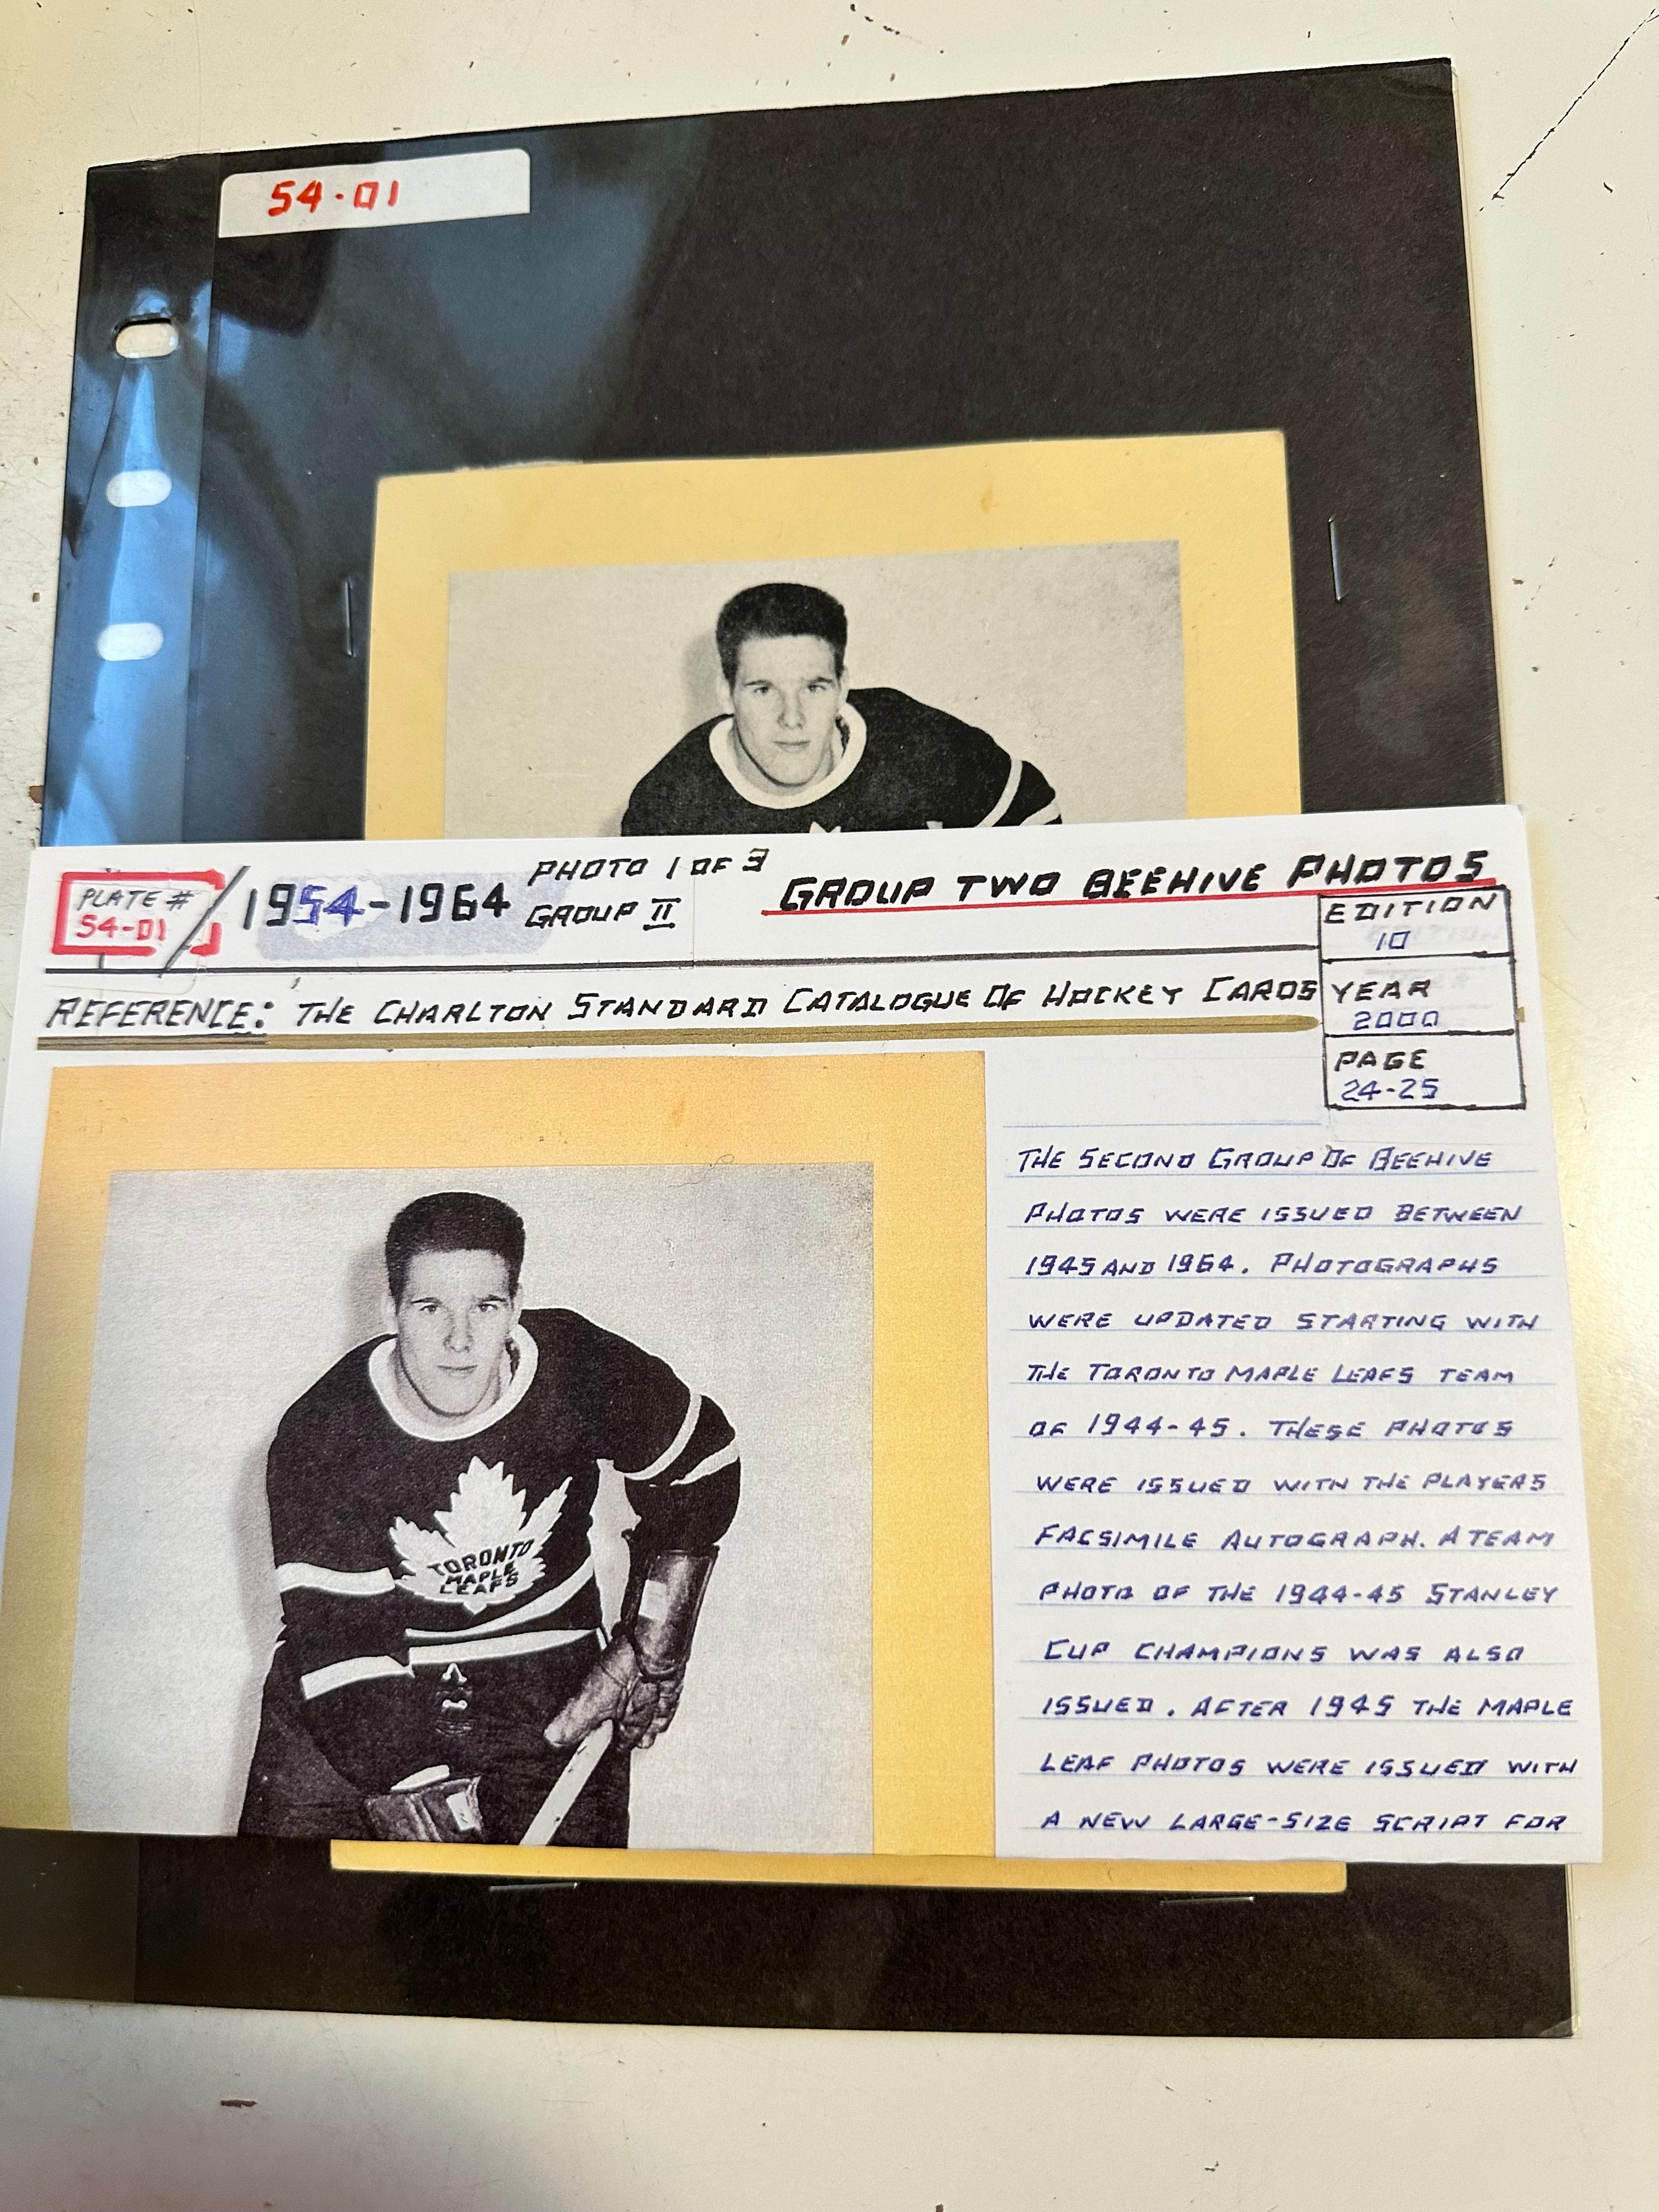 54-01
PLATE #
54-01
1954-1964
PHOTO 1 OF 3
GROUP II
GROUP TWO BEEHIVE PHOTOS
EDITION
10
REFERENCE: THE CHARLTON STANDARD CATALOGUE OF HOCKEY CARDS
YEAR
2000
PAGE
24-25
THE SECOND GROUP OF BEEHIVE
PHOTOS WERE ISSUED BETWEEN
1945 AND 1964. PHOTOGRAPHS
WERE UPDATED STARTING WITH
THE TORONTO MAPLE LEAFS TEAM
OF 1944-45. THESE PHOTOS
WERE ISSUED WITH THE PLAYERS
FACSIMILE AUTOGRAPH. A TEAM
PHOTO OF THE 1944-45 STANLEY
CUP CHAMPIONS WAS ALSO
ISSUED. AFTER 1945 THE MAPLE
LEAF PHOTOS WERE ISSUED WITH
A NEW LARGE-SIZE SCRIPT FOR
TORONTO
MAPLE
LEAFS